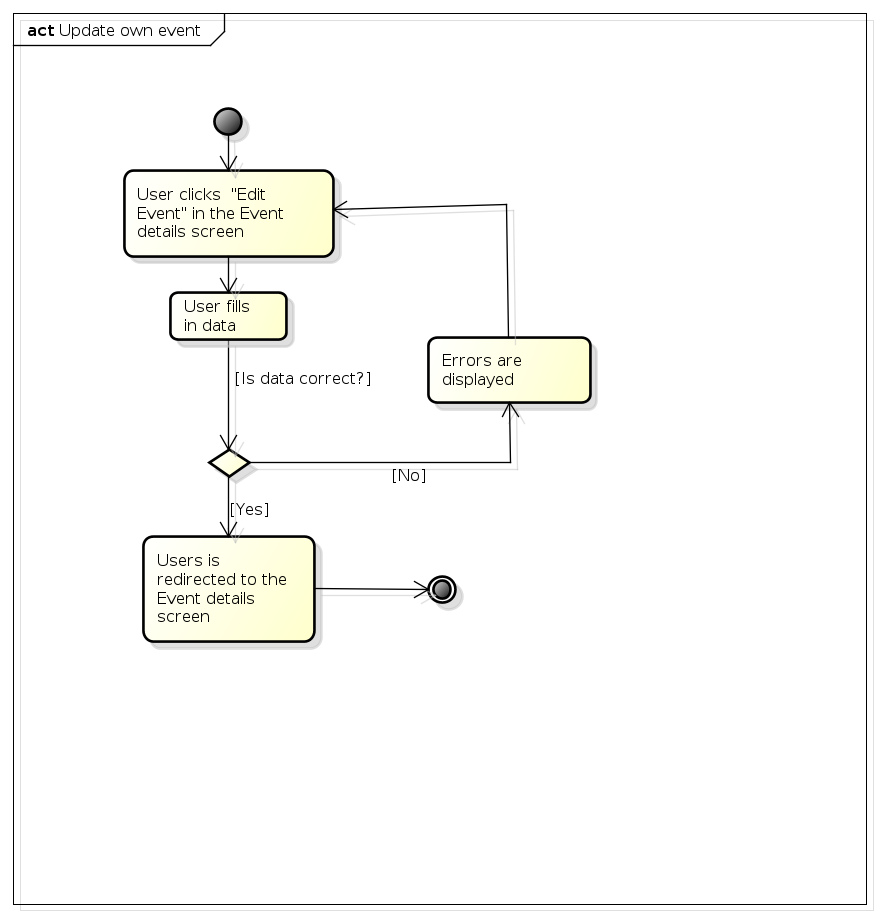 act Update own event
User clicks  "Edit
Event" in the Event
details screen
User fills
in data
Errors are
displayed
[Is data correct?]
[No]
[Yes]
Users is
redirected to the
Event details
screen